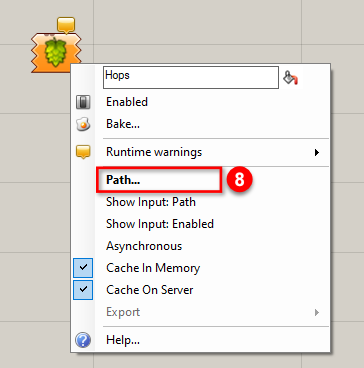 Hops
Enabled
Bake...
Runtime warnings
Path...
8
Show Input: Path
Show Input: Enabled
Asynchronous
Cache In Memory
Cache On Server
Export
Help...